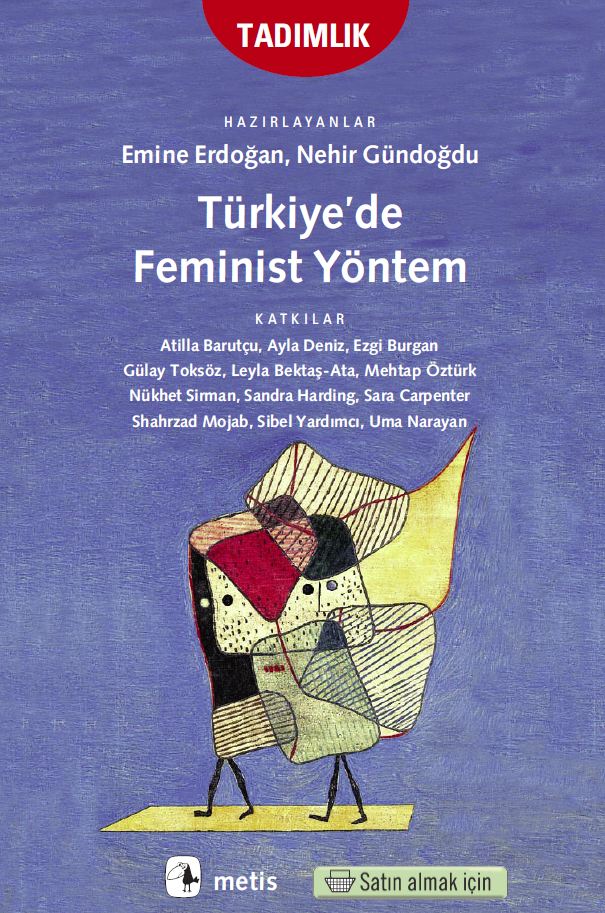 TADIMLIK
HAZIRLAYANLAR
Emine Erdoğan, Nehir Gündoğdu
Türkiye'de
Feminist Yöntem
KATKILAR
Atilla Barutçu, Ayla Deniz, Ezgi Burgan
Gülay Toksöz, Leyla Bektaş-Ata, Mehtap Öztürk
Nükhet Sirman, Sandra Harding, Sara Carpenter
Shahrzad Mojab, Sibel Yardımcı, Uma Narayan
metis
Satın almak için